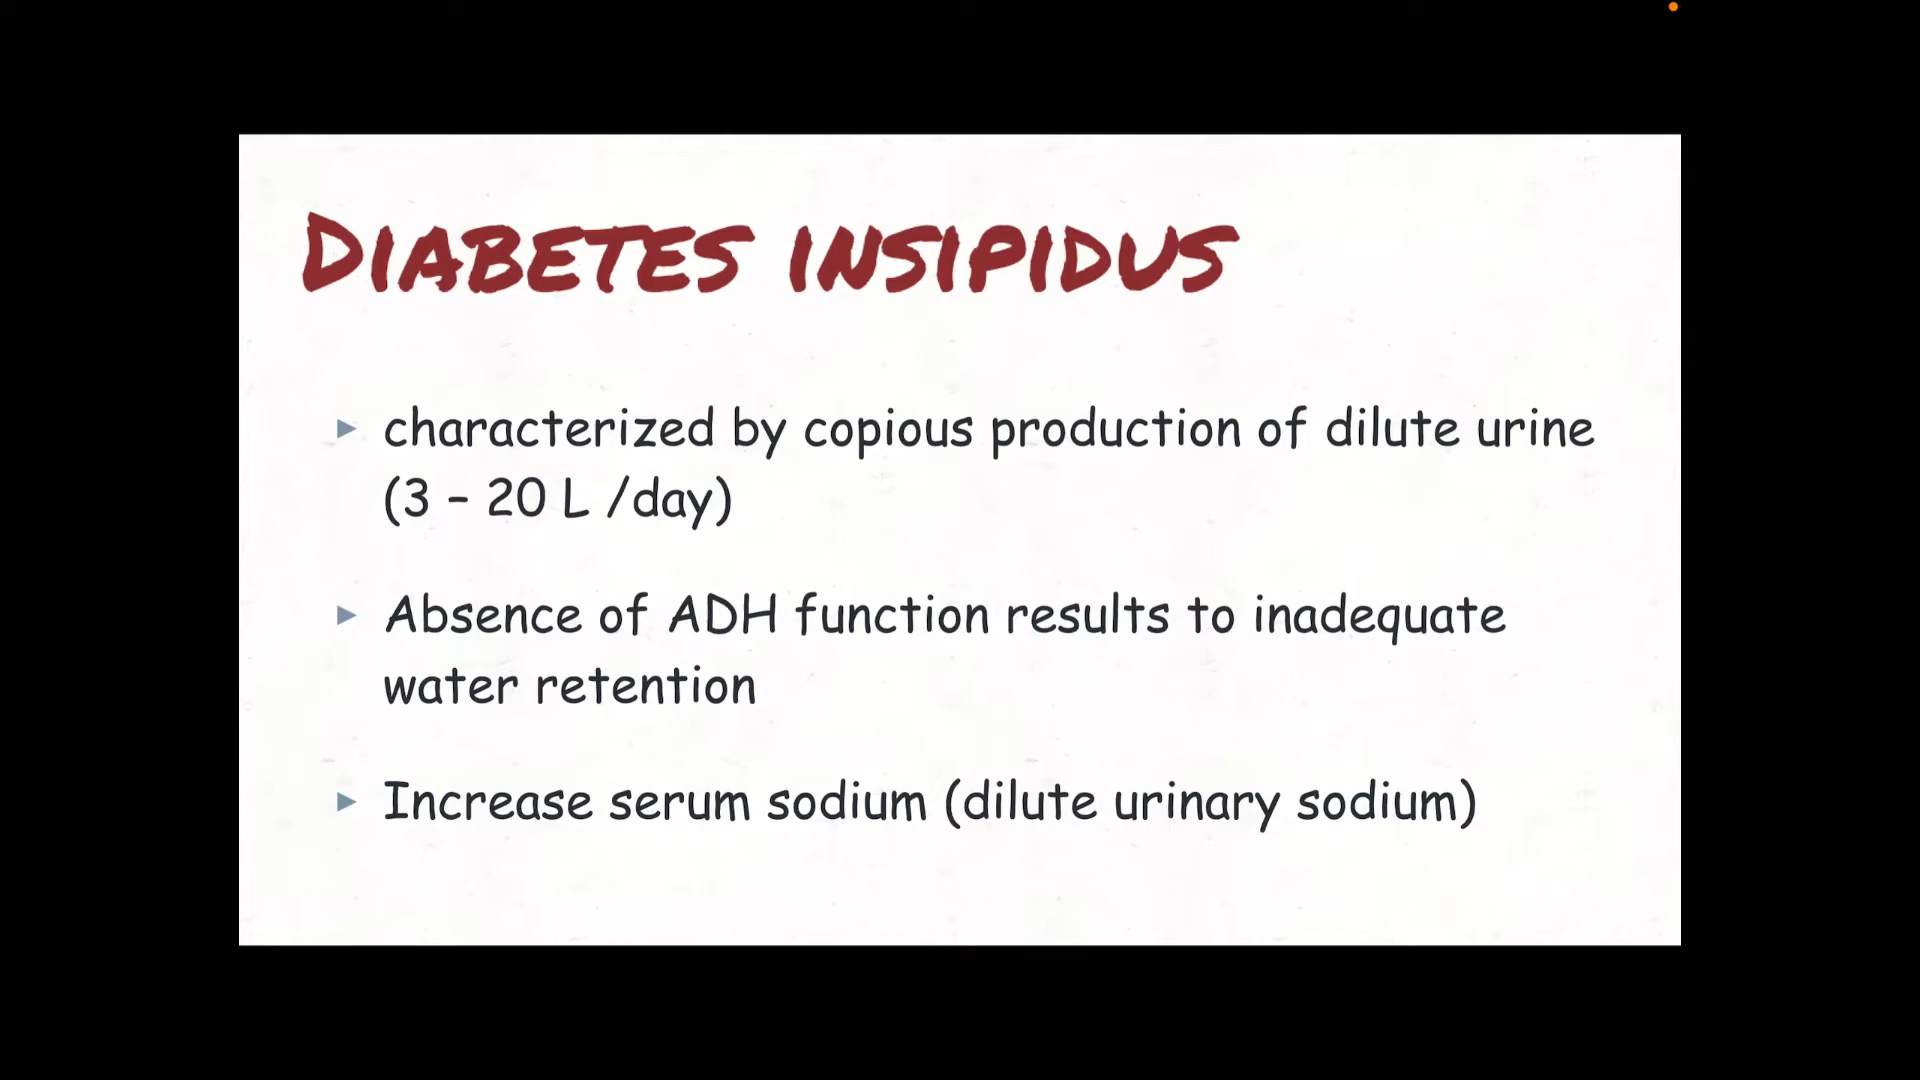 DIABETES INSIPIDUS
characterized by copious production of dilute urine
(3 – 20 L /day)
Absence of ADH function results to inadequate
water retention
Increase serum sodium (dilute urinary sodium)